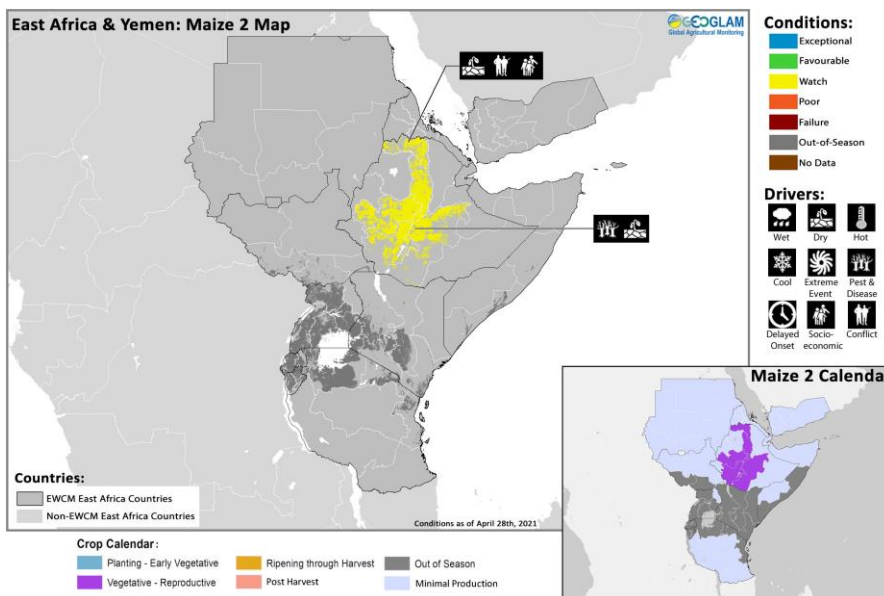 East Africa & Yemen: Maize 2 Map
GEOGLAM
Global Agricultural Monitoring
Conditions:
Exceptional
Favourable
Watch
Poor
Failure
Out-of-Season
No Data
Drivers:
Wet
Dry
Hot
Cool
Extreme
Event
Pest &
Disease
Delayed
Onset
Socio-
economic
Conflict
Countries:
EWCM East Africa Countries
Non-EWCM East Africa Countries
Conditions as of April 28th, 2021
Maize 2 Calenda
Crop Calendar:
Planting - Early Vegetative
Ripening through Harvest
Out of Season
Vegetative - Reproductive
Post Harvest
Minimal Production